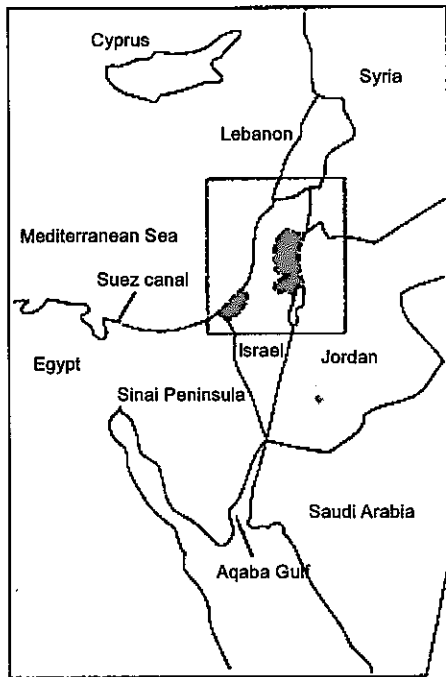 Cyprus
Syria
Lebanon
Mediterranean Sea
Suez canal
Israel
Jordan
Egypt
Sinai Peninsula
Saudi Arabia
Aqaba Gulf